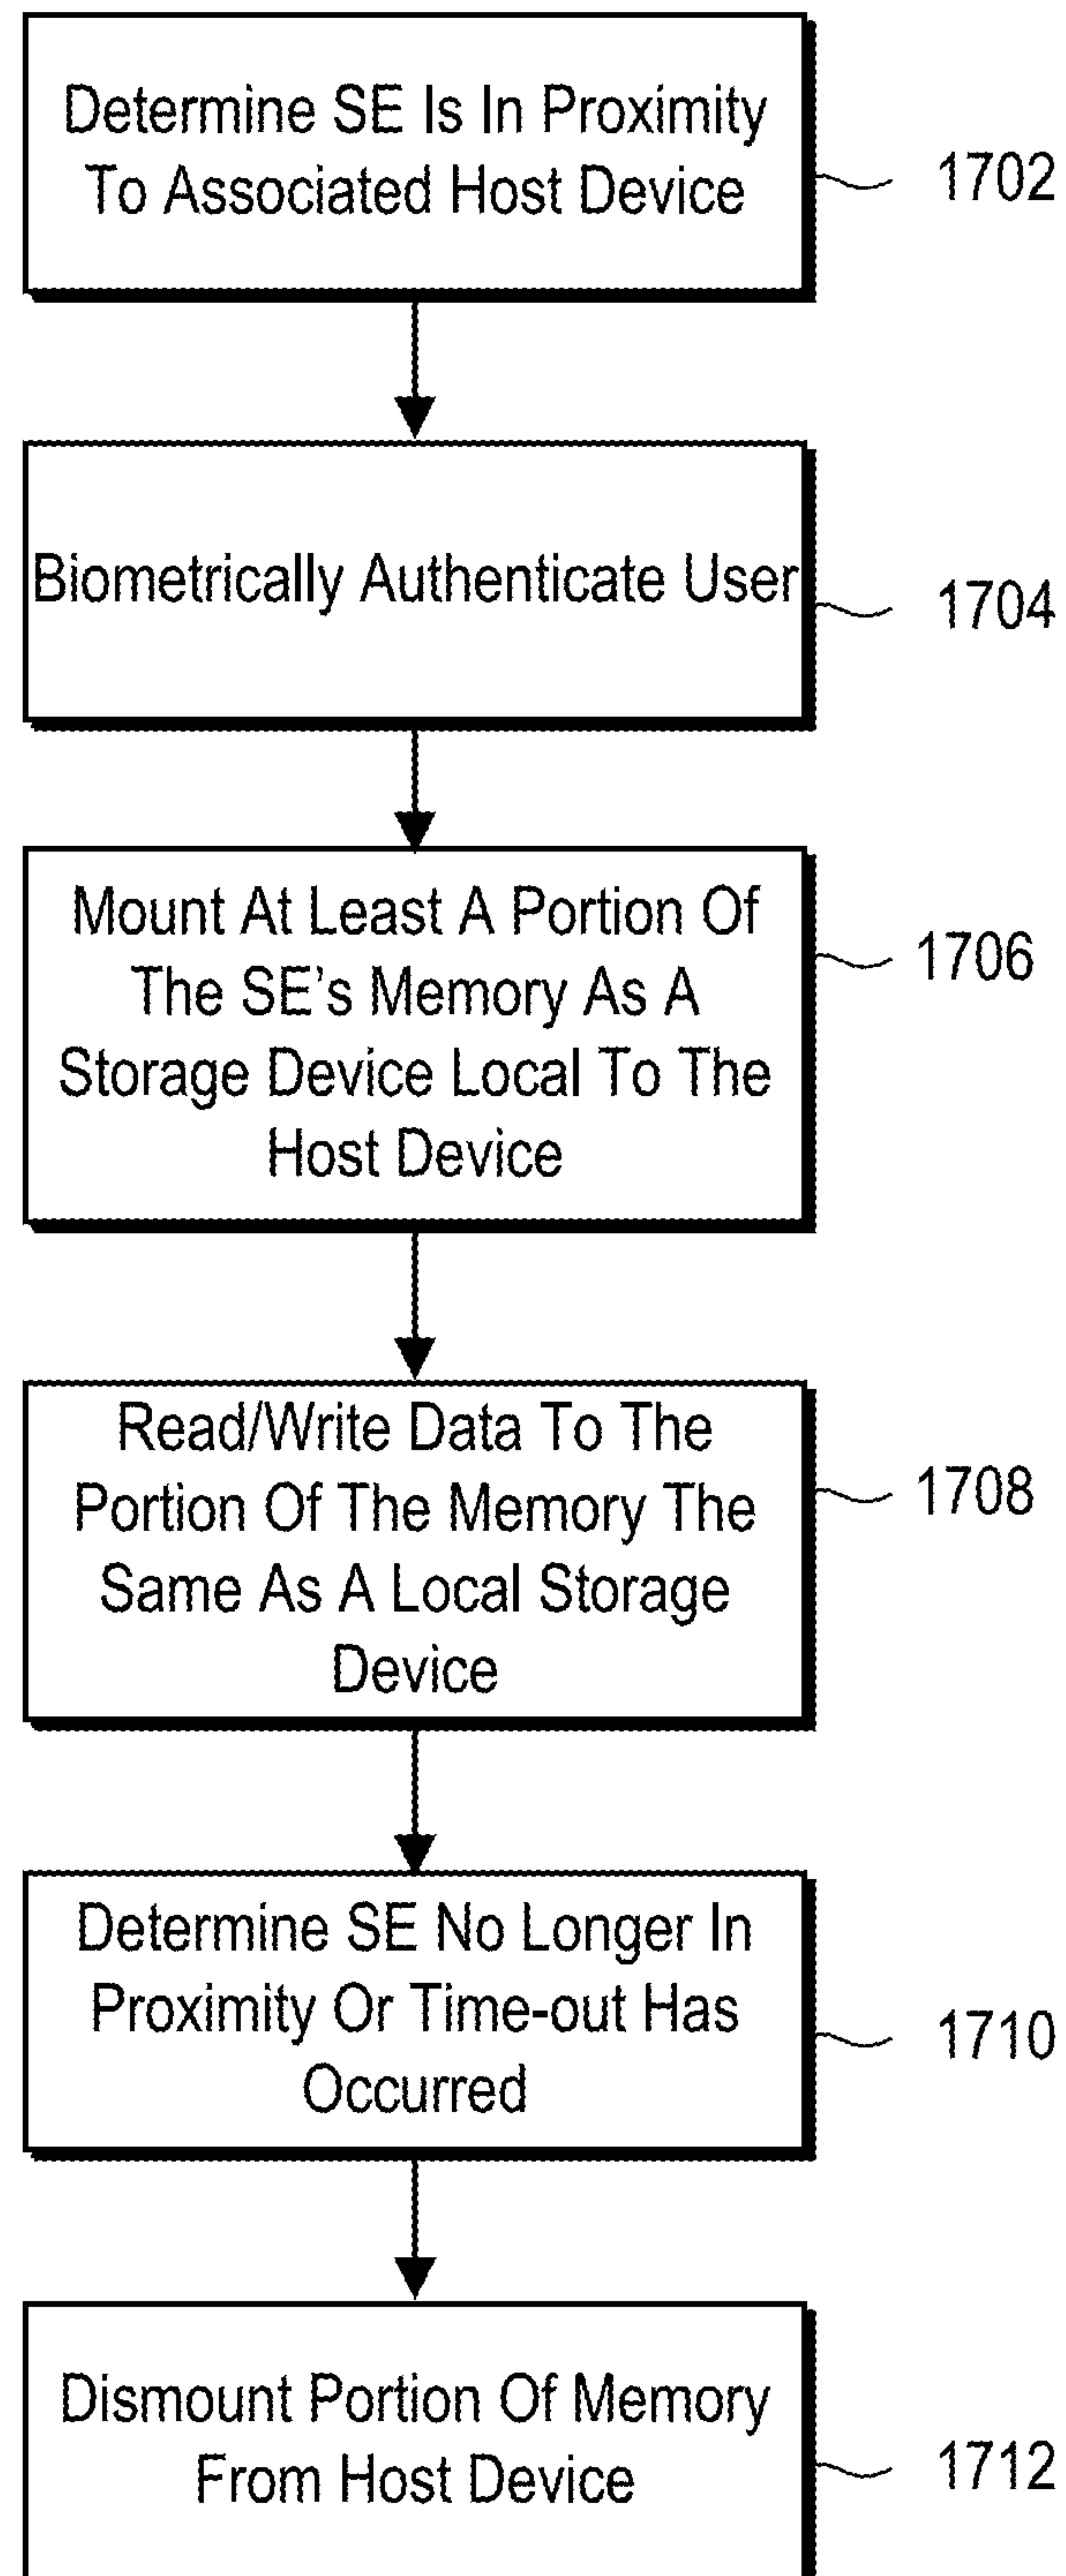 Determine SE Is In Proximity
To Associated Host Device
1702
Biometrically Authenticate User
1704
Mount At Least A Portion Of
The SE's Memory As A
Storage Device Local To The
Host Device
1706
Read/Write Data To The
Portion Of The Memory The
Same As A Local Storage
Device
1708
Determine SE No Longer In
Proximity Or Time-out Has
Occurred
1710
Dismount Portion Of Memory
From Host Device
1712